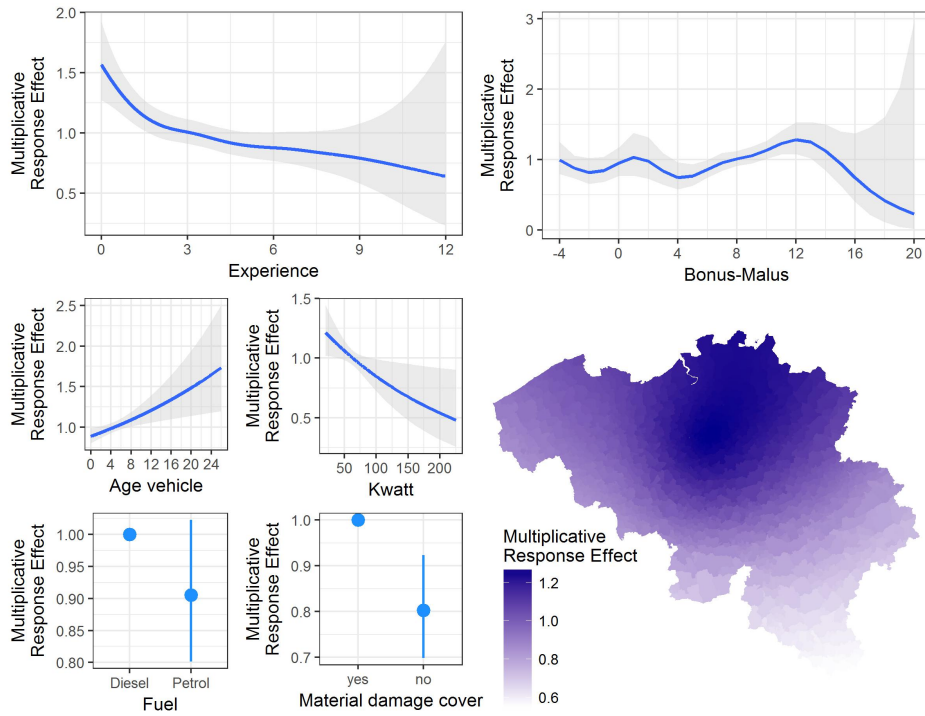 Multiplicative
Response Effect
2.0
1.5
1.0
0.5
0
3
6
9
12
Experience
Multiplicative
Response Effect
3
2
1
0
-4
0
4
8
12
16
20
Bonus-Malus
Multiplicative
Response Effect
2.5
2.0
1.5
1.0
0 4 8 12 16 20 24
Age vehicle
Multiplicative
Response Effect
1.5
1.0
0.5
50 100 150 200
Kwatt
Multiplicative
Response Effect
1.00
0.95
0.90
0.85
0.80
Diesel Petrol
Fuel
Multiplicative
Response Effect
1.0
0.9
0.8
0.7
yes no
Material damage cover
Multiplicative
Response Effect
1.2
1.0
0.8
0.6